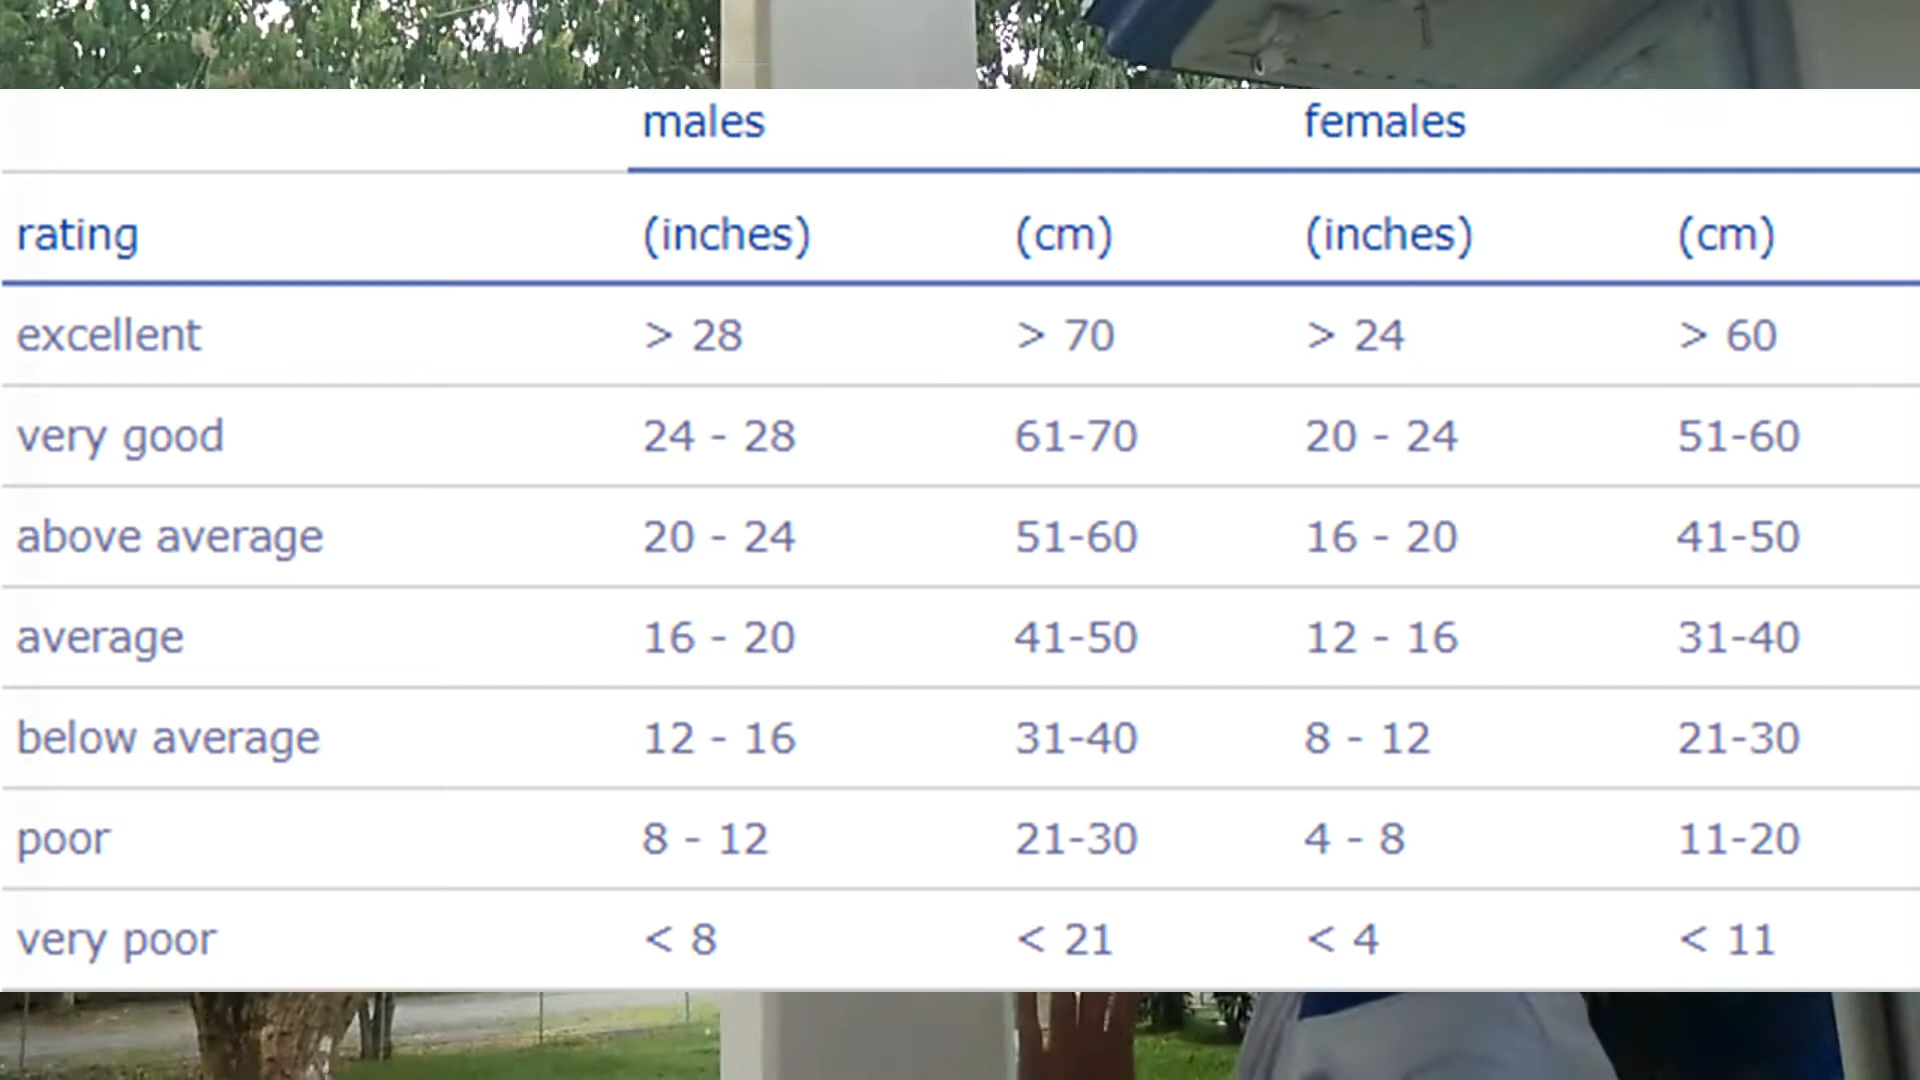 males females
rating (inches) (cm) (inches) (cm)
excellent > 28 > 70 > 24 > 60
very good 24 - 28 61-70 20 - 24 51-60
above average 20 - 24 51-60 16 - 20 41-50
average 16 - 20 41-50 12 - 16 31-40
below average 12 - 16 31-40 8 - 12 21-30
poor 8 - 12 21-30 4 - 8 11-20
very poor < 8 < 21 < 4 < 11